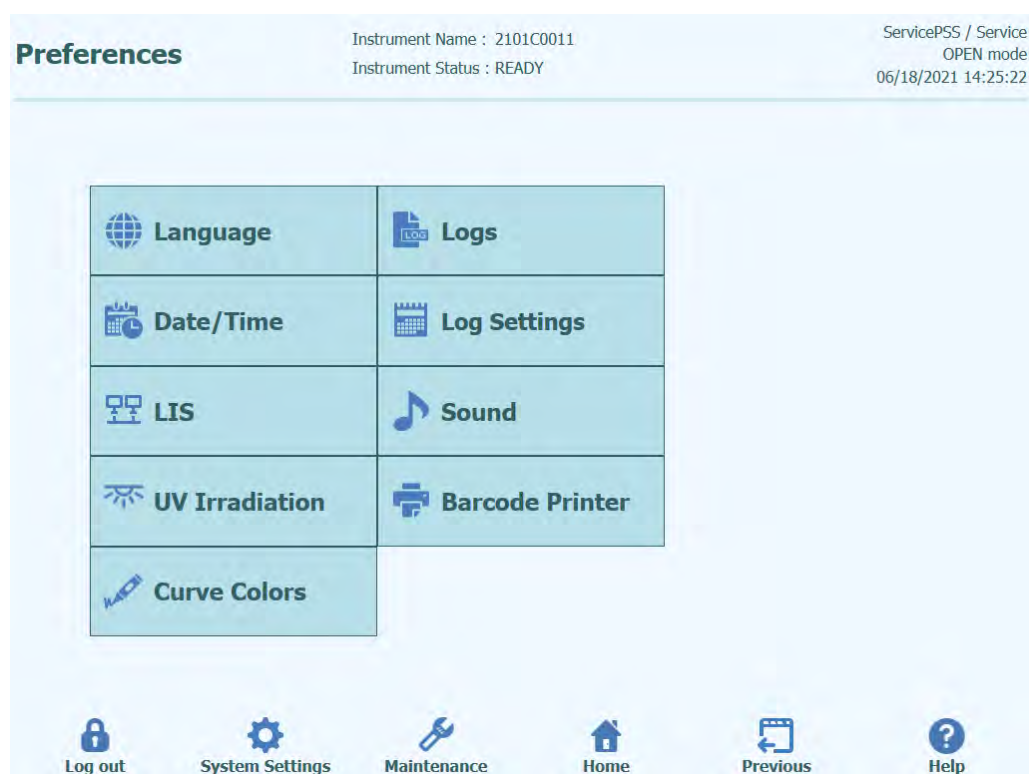 Preferences
Instrument Name : 2101C0011
Instrument Status : READY
ServicePSS / Service
OPEN mode
06/18/2021 14:25:22
Language
LOG
Logs
Date/Time
Log Settings
LIS
Sound
UV Irradiation
Barcode Printer
Curve Colors
Log out
System Settings
Maintenance
Home
Previous
?
Help